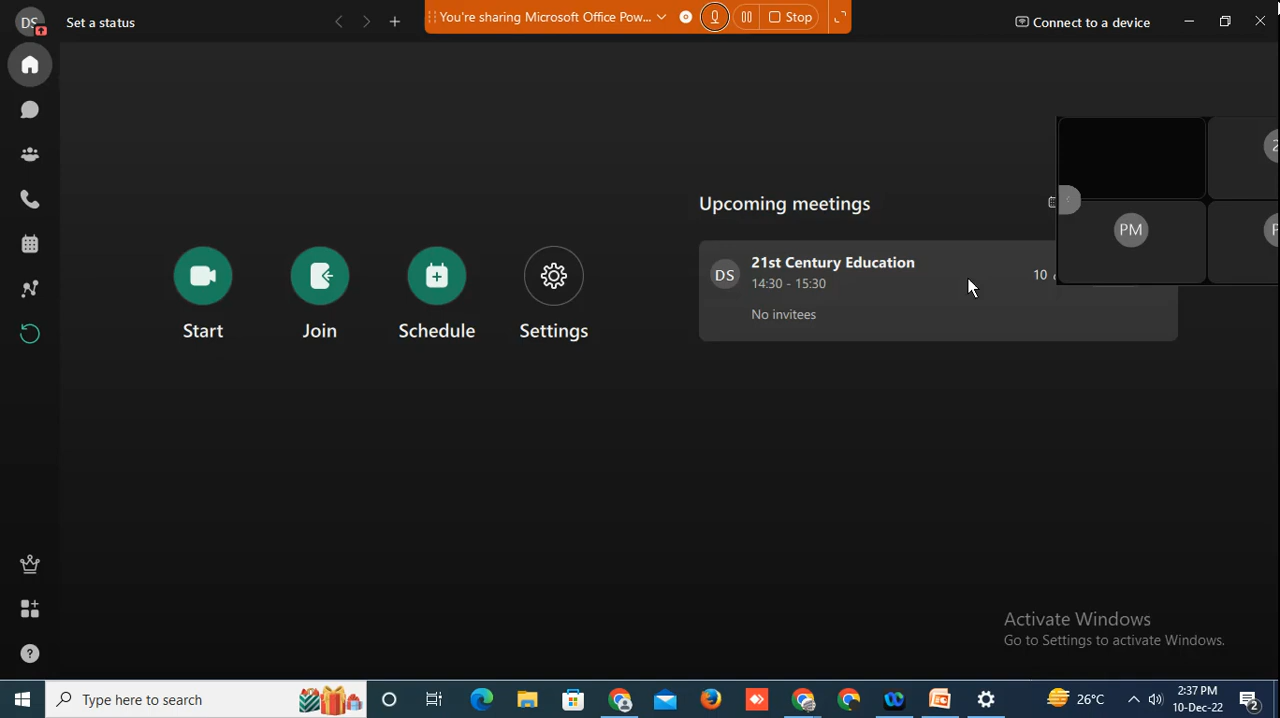 DS Set a status
You're sharing Microsoft Office Pow... Stop
Connect to a device
Upcoming meetings
DS 21st Century Education
14:30 - 15:30
10
No invitees
PM
Start Join Schedule Settings
Activate Windows
Go to Settings to activate Windows.
Type here to search
26°C
2:37 PM
10-Dec-22
2